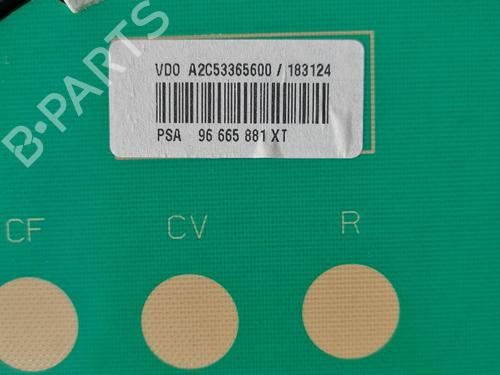 VDO A2C53365600 / 183124
PSA 96 665 881 XT
CF CV R
B-PARTS